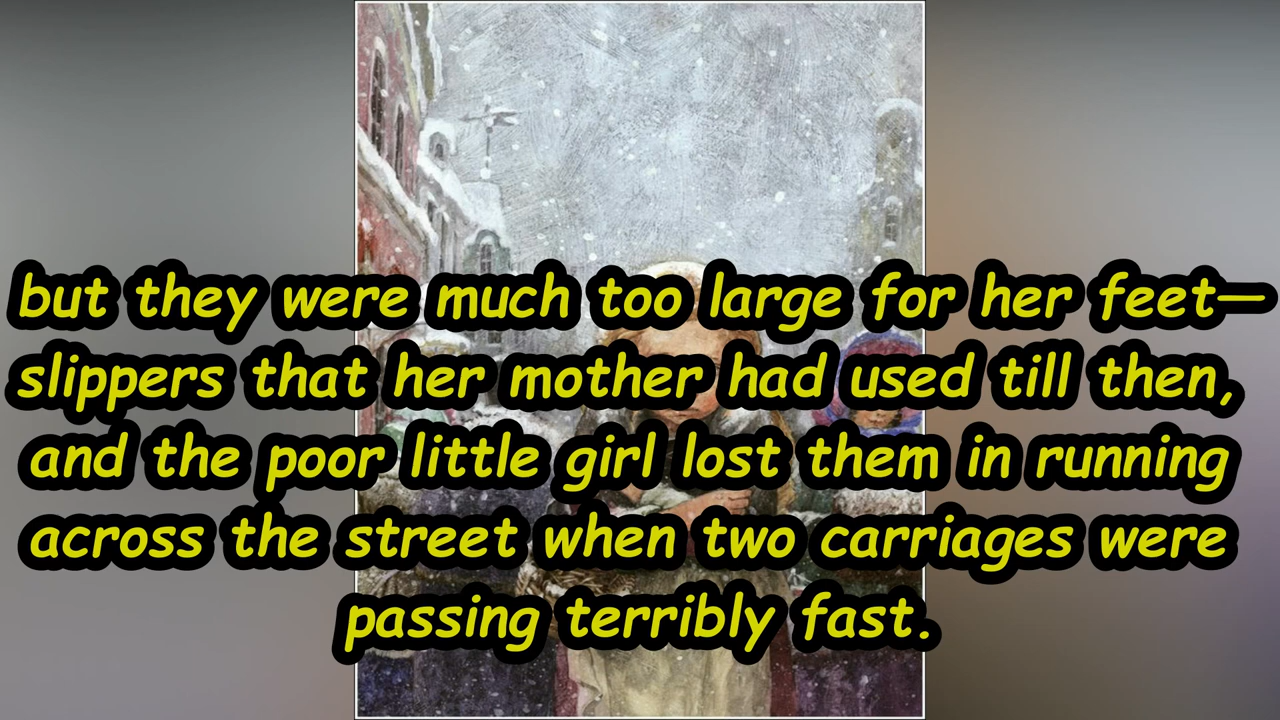 but they were much too large for her feet—
slippers that her mother had used till then,
and the poor little girl lost them in running
across the street when two carriages were
passing terribly fast.